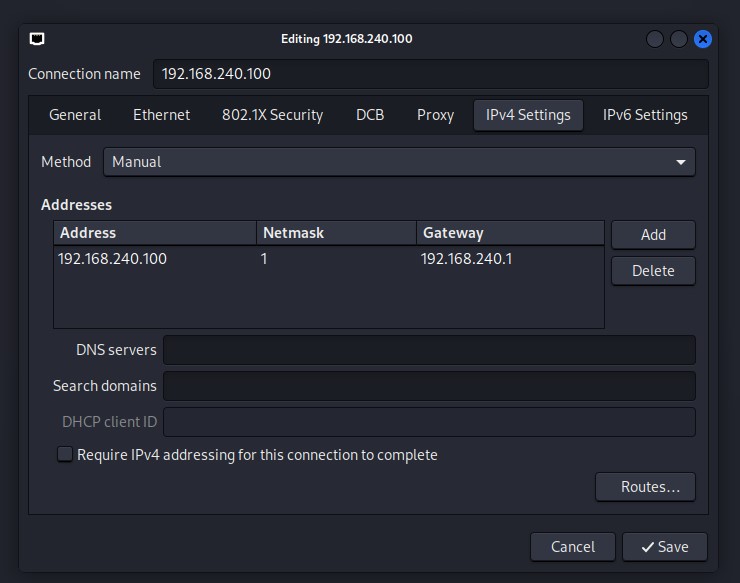 Editing 192.168.240.100
Connection name 192.168.240.100
General Ethernet 802.1X Security DCB Proxy IPv4 Settings IPv6 Settings
Method Manual
Addresses
Address Netmask Gateway Add
192.168.240.100 1 192.168.240.1
Delete
DNS servers
Search domains
DHCP client ID
Require IPv4 addressing for this connection to complete
Routes…
Cancel Save